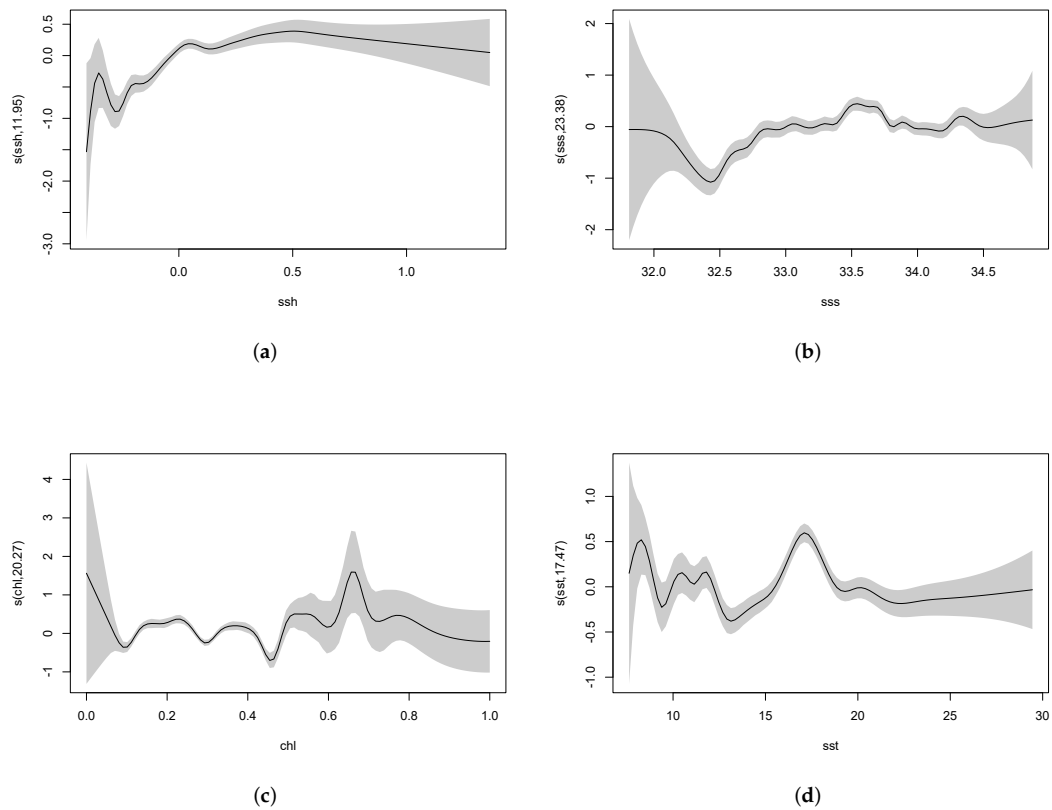 s(ssh,11.95)
0.5
0.0
-1.0
-2.0
-3.0
0.0 0.5 1.0
ssh
(a)
s(sss,23.38)
2
1
0
-1
-2
32.0 32.5 33.0 33.5 34.0 34.5
sss
(b)
s(chl,20.27)
4
3
2
1
0
-1
0.0 0.2 0.4 0.6 0.8 1.0
chl
(c)
s(sst,17.47)
1.0
0.5
0.0
-0.5
-1.0
10 15 20 25 30
sst
(d)